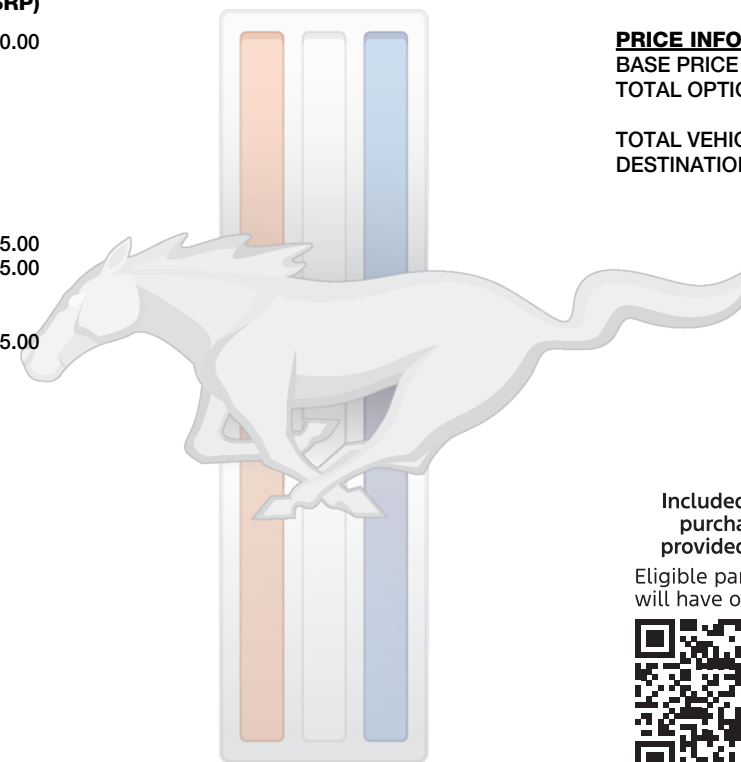 SRP)
0.00
5.00
5.00
5.00
PRICE INFO
BASE PRICE
TOTAL OPTIO
TOTAL VEHIC
DESTINATION
Included
purcha
provided
Eligible par
will have o